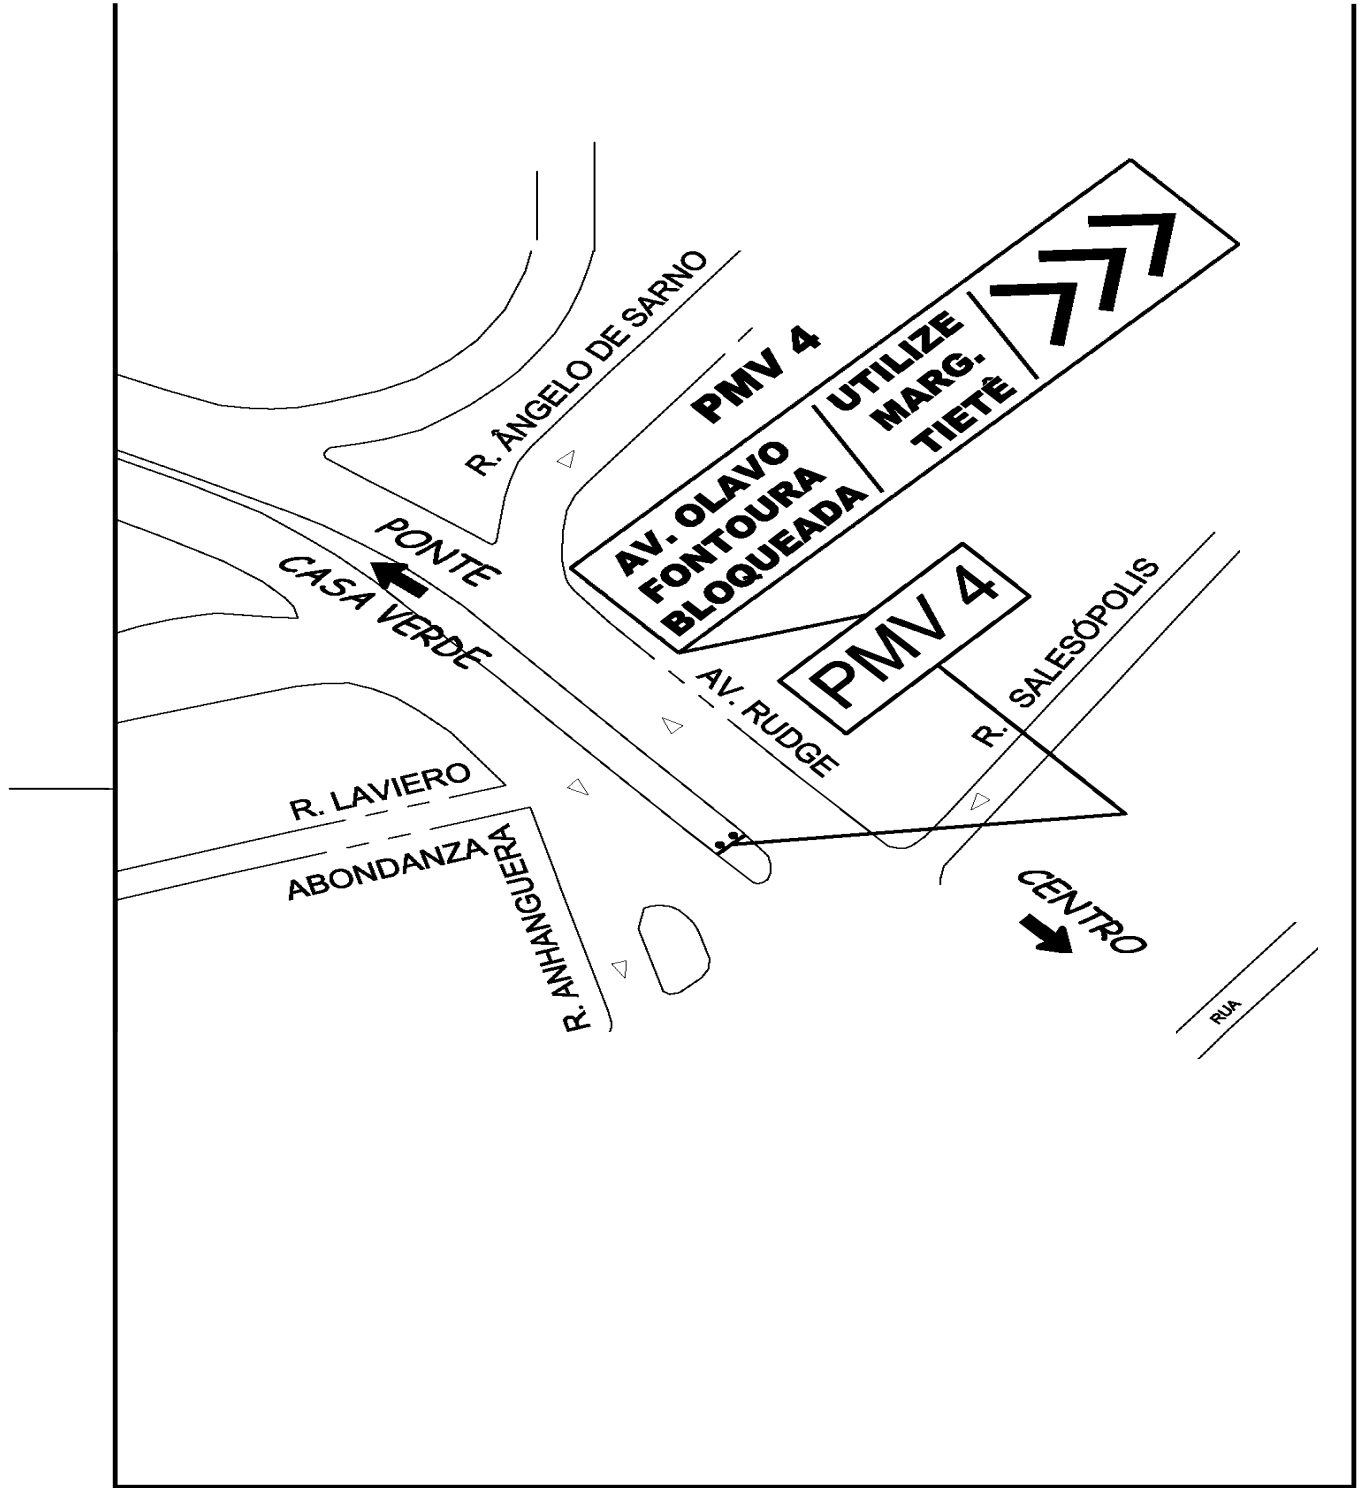 R. ÂNGELO DE SARNO
PMV 4
AV. OLAVO
FONTOURA
BLOQUEADA
UTILIZE
MARG.
TIETÊ
PONTE
CASA VERDE
PMV 4
AV. RUDGE
R. SALESÓPOLIS
R. LAVIERO
ABONDANZA
R. ANHANGUERA
CENTRO
RUA